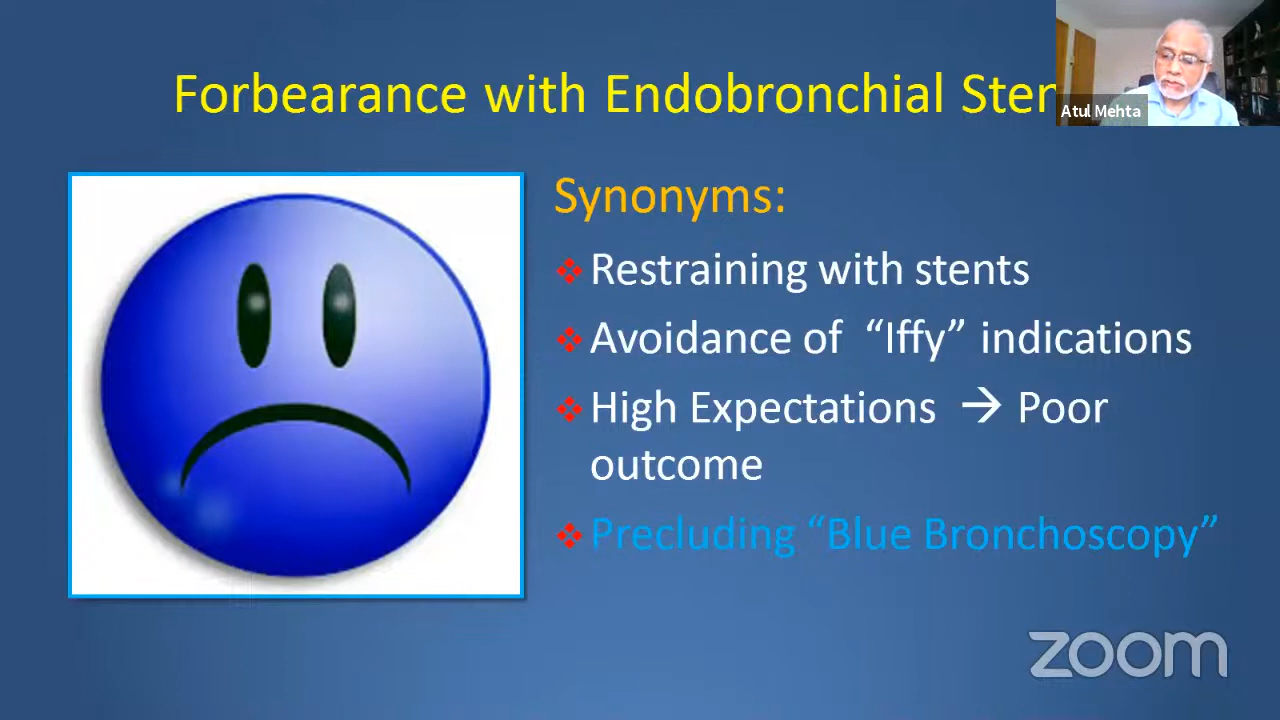 Forbearance with Endobronchial
Atul Mehta
Synonyms:
Restraining with stents
Avoidance of “Iffy” indications
High Expectations → Poor
outcome
Precluding “Blue Bronchoscopy”
zoom